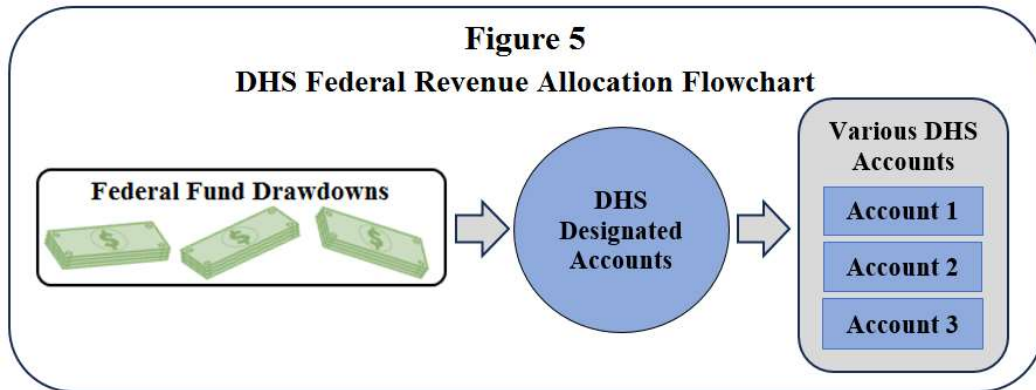 Figure 5
DHS Federal Revenue Allocation Flowchart
Federal Fund Drawdowns
$ $ $
DHS
Designated
Accounts
Various DHS
Accounts
Account 1
Account 2
Account 3